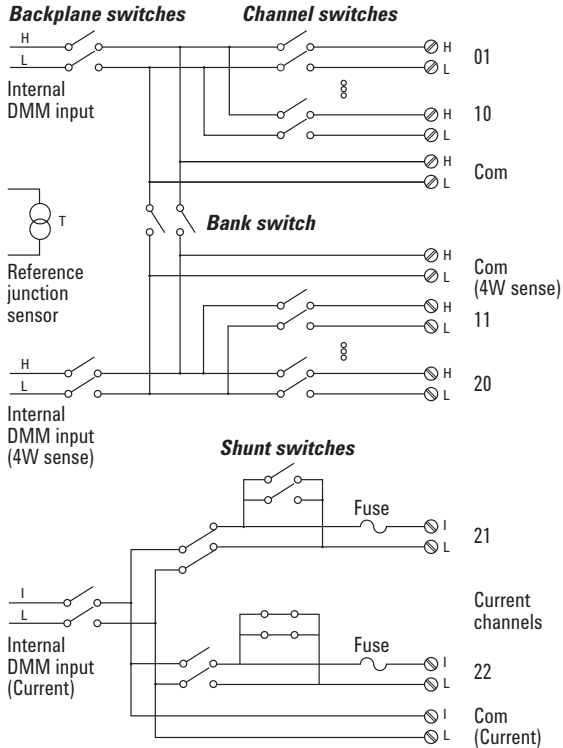 Backplane switches
Channel switches
H
L
Internal
DMM input
H
L
01
H
L
10
H
L
Com
T
Reference
junction
sensor
Bank switch
H
L
Com
(4W sense)
H
L
11
H
L
20
H
L
Internal
DMM input
(4W sense)
Shunt switches
Fuse
I
L
21
I
L
Internal
DMM input
(Current)
Current
channels
Fuse
I
L
22
I
L
Com
(Current)